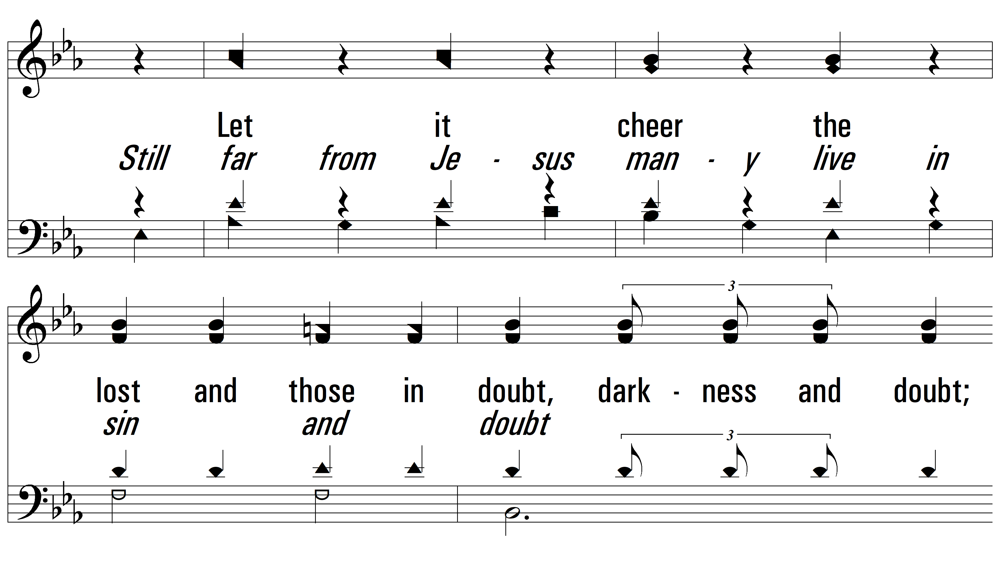 Let it cheer the
Still far from Je - sus man - y live in
3
lost and those in doubt, dark - ness and doubt;
sin and doubt
3